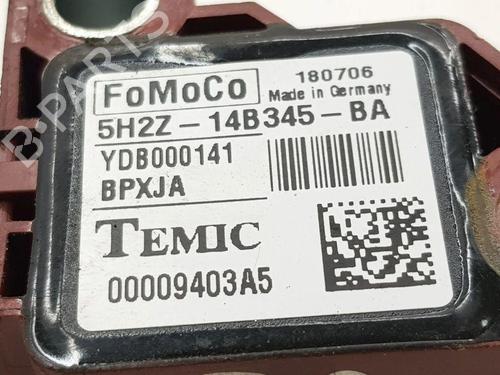 FoMoCo
180706
Made in Germany
5H2Z-14B345-BA
YDB000141
BPXJA
TEMIC
00009403A5
B-PARTS